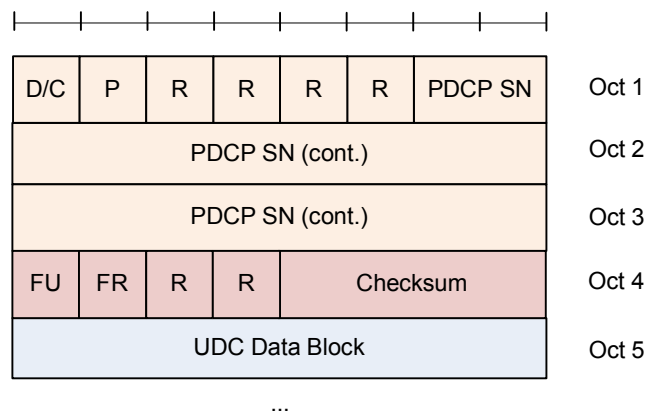 D/C P R R R R PDCP SN Oct 1
PDCP SN (cont.) Oct 2
PDCP SN (cont.) Oct 3
FU FR R R Checksum Oct 4
UDC Data Block Oct 5
...